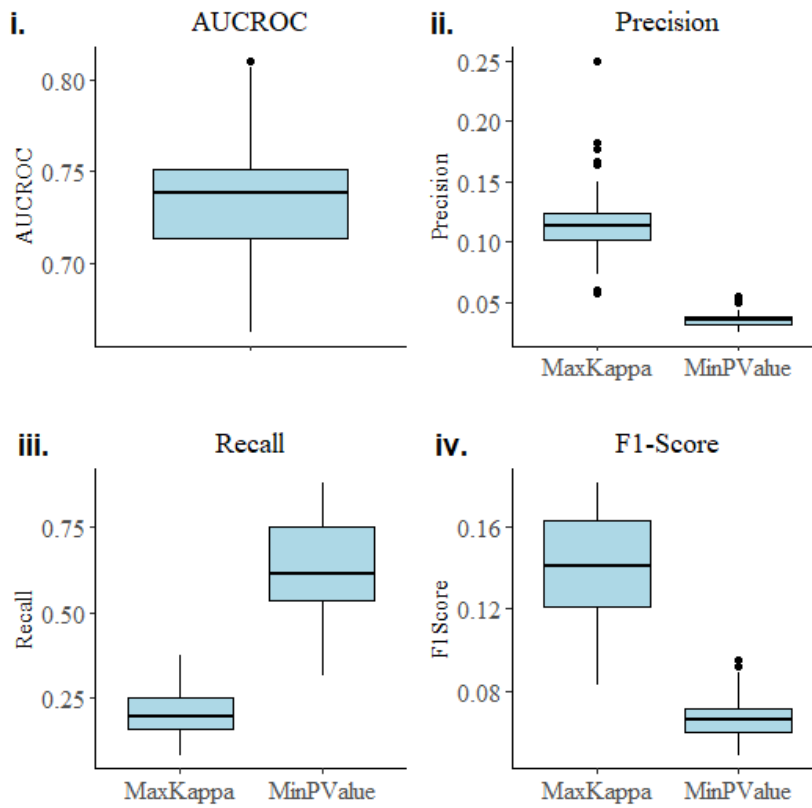 i. AUCROC
AUCROC
0.80
0.75
0.70
ii. Precision
Precision
0.25
0.20
0.15
0.10
0.05
MaxKappa MinPValue
iii. Recall
Recall
0.75
0.50
0.25
MaxKappa MinPValue
iv. F1-Score
F1 Score
0.16
0.12
0.08
MaxKappa MinPValue